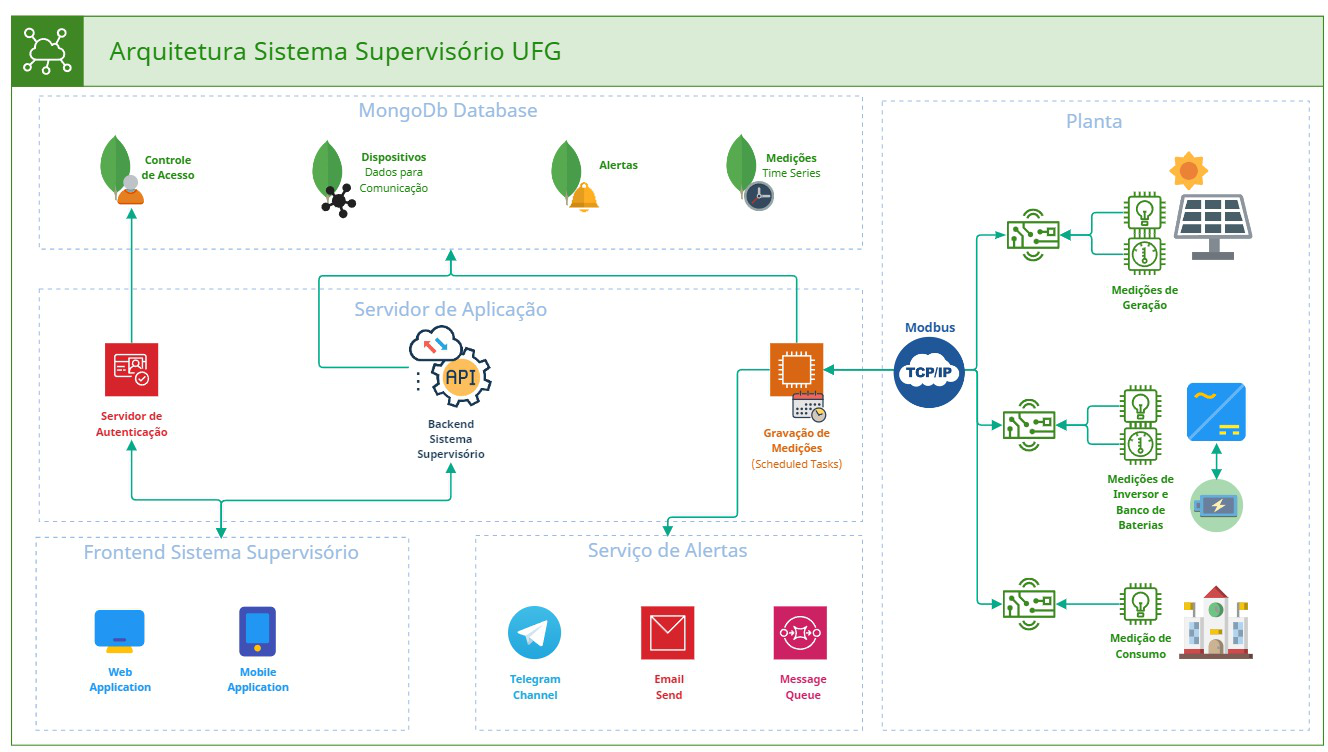 Arquitetura Sistema Supervisório UFG
MongoDb Database
Controle
de Acesso
Dispositivos
Dados para
Comunicação
Alertas
Medições
Time Series
Servidor de Aplicação
Servidor de
Autenticação
API
Backend
Sistema
Supervisório
Gravação de
Medições
(Scheduled Tasks)
Frontend Sistema Supervisório
Web
Application
Mobile
Application
Serviço de Alertas
Telegram
Channel
Email
Send
Message
Queue
Planta
Modbus
TCP/IP
Medições de
Geração
Medições de
Inversor e
Banco de
Baterias
Medição de
Consumo